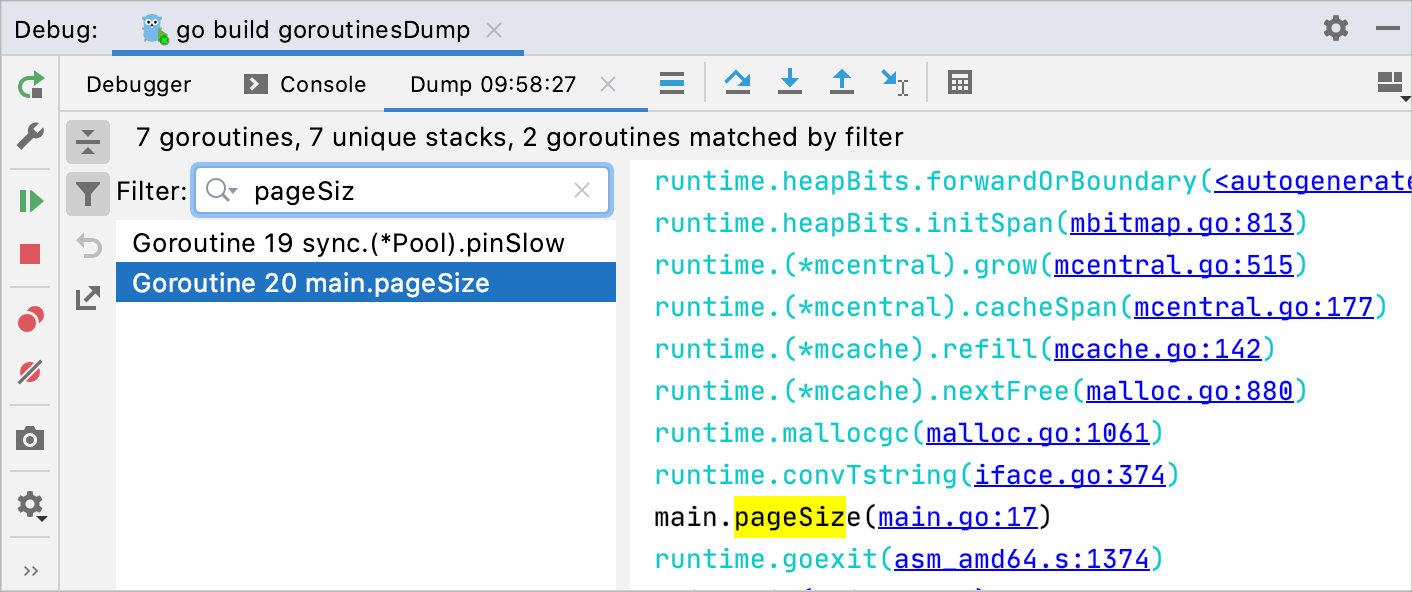 Debug: go build goroutinesDump
Debugger Console Dump 09:58:27
7 goroutines, 7 unique stacks, 2 goroutines matched by filter
Filter: pageSiz
Goroutine 19 sync.(*Pool).pinSlow
Goroutine 20 main.pageSize
runtime.heapBits.forwardOrBoundary(<autogenerate
runtime.heapBits.initSpan(mbitmap.go:813)
runtime.(*mcentral).grow(mcentral.go:515)
runtime.(*mcentral).cacheSpan(mcentral.go:177)
runtime.(*mcache).refill(mcache.go:142)
runtime.(*mcache).nextFree(malloc.go:880)
runtime.mallocgc(malloc.go:1061)
runtime.convTstring(iface.go:374)
main.pageSize(main.go:17)
runtime.goexit(asm_amd64.s:1374)